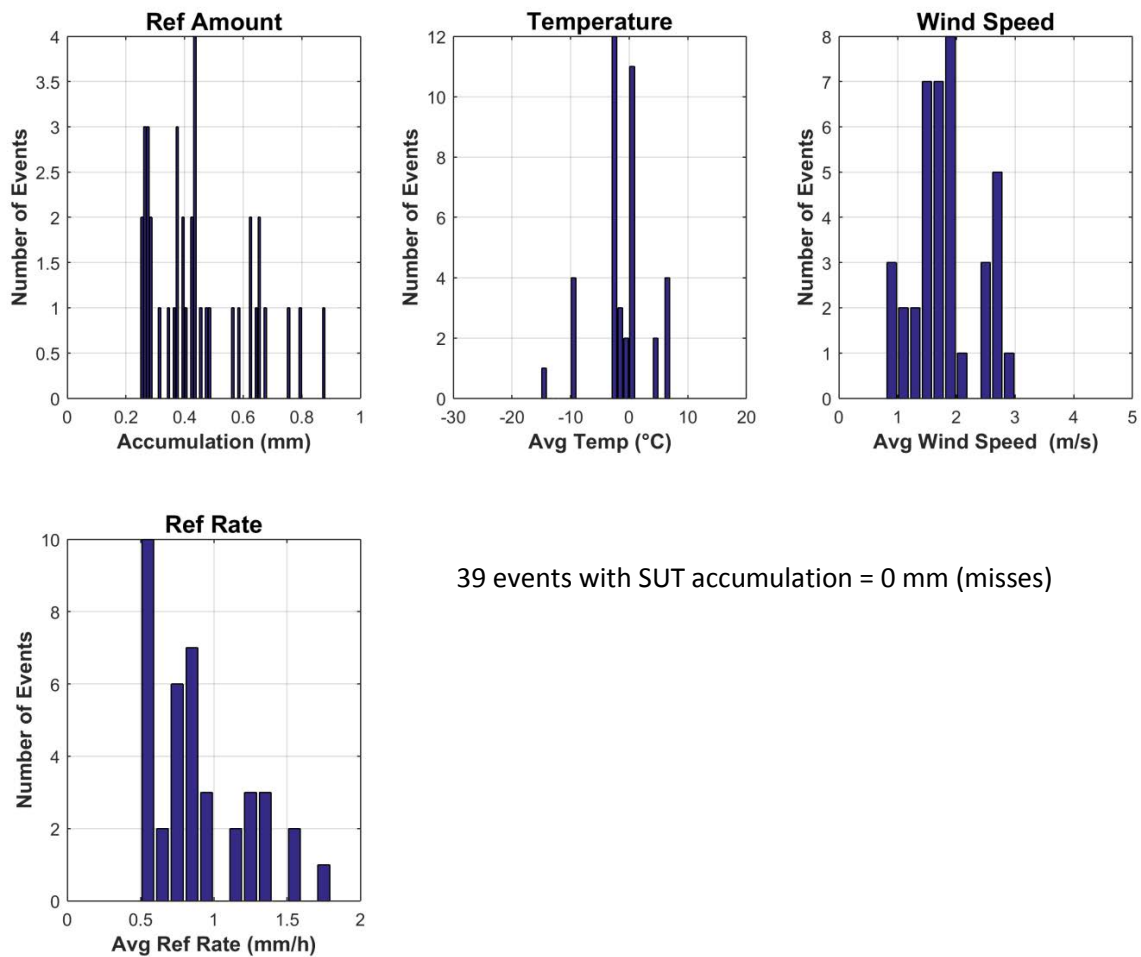 Ref Amount
4
3.5
3
2.5
2
1.5
1
0.5
0
0 0.2 0.4 0.6 0.8 1
Number of Events
Accumulation (mm)
Temperature
12
10
8
6
4
2
0
-30 -20 -10 0 10 20
Number of Events
Avg Temp (°C)
Wind Speed
8
7
6
5
4
3
2
1
0
0 1 2 3 4 5
Number of Events
Avg Wind Speed (m/s)
Ref Rate
10
8
6
4
2
0
0 0.5 1 1.5 2
Number of Events
Avg Ref Rate (mm/h)
39 events with SUT accumulation = 0 mm (misses)